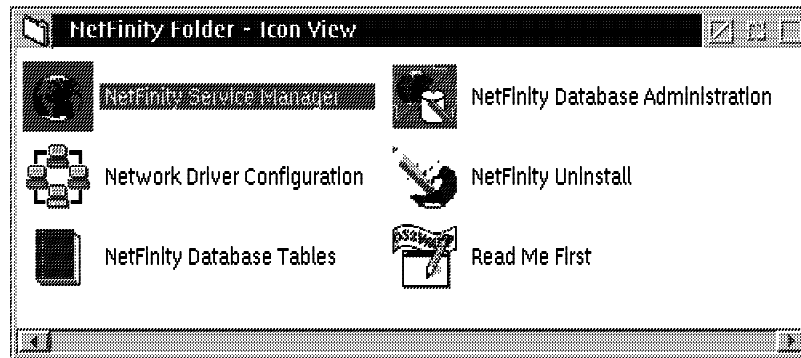 NetFinity Folder - Icon View
NetFinity Service Manager
NetFinity Database Administration
Network Driver Configuration
NetFinity Uninstall
NetFinity Database Tables
Read Me First